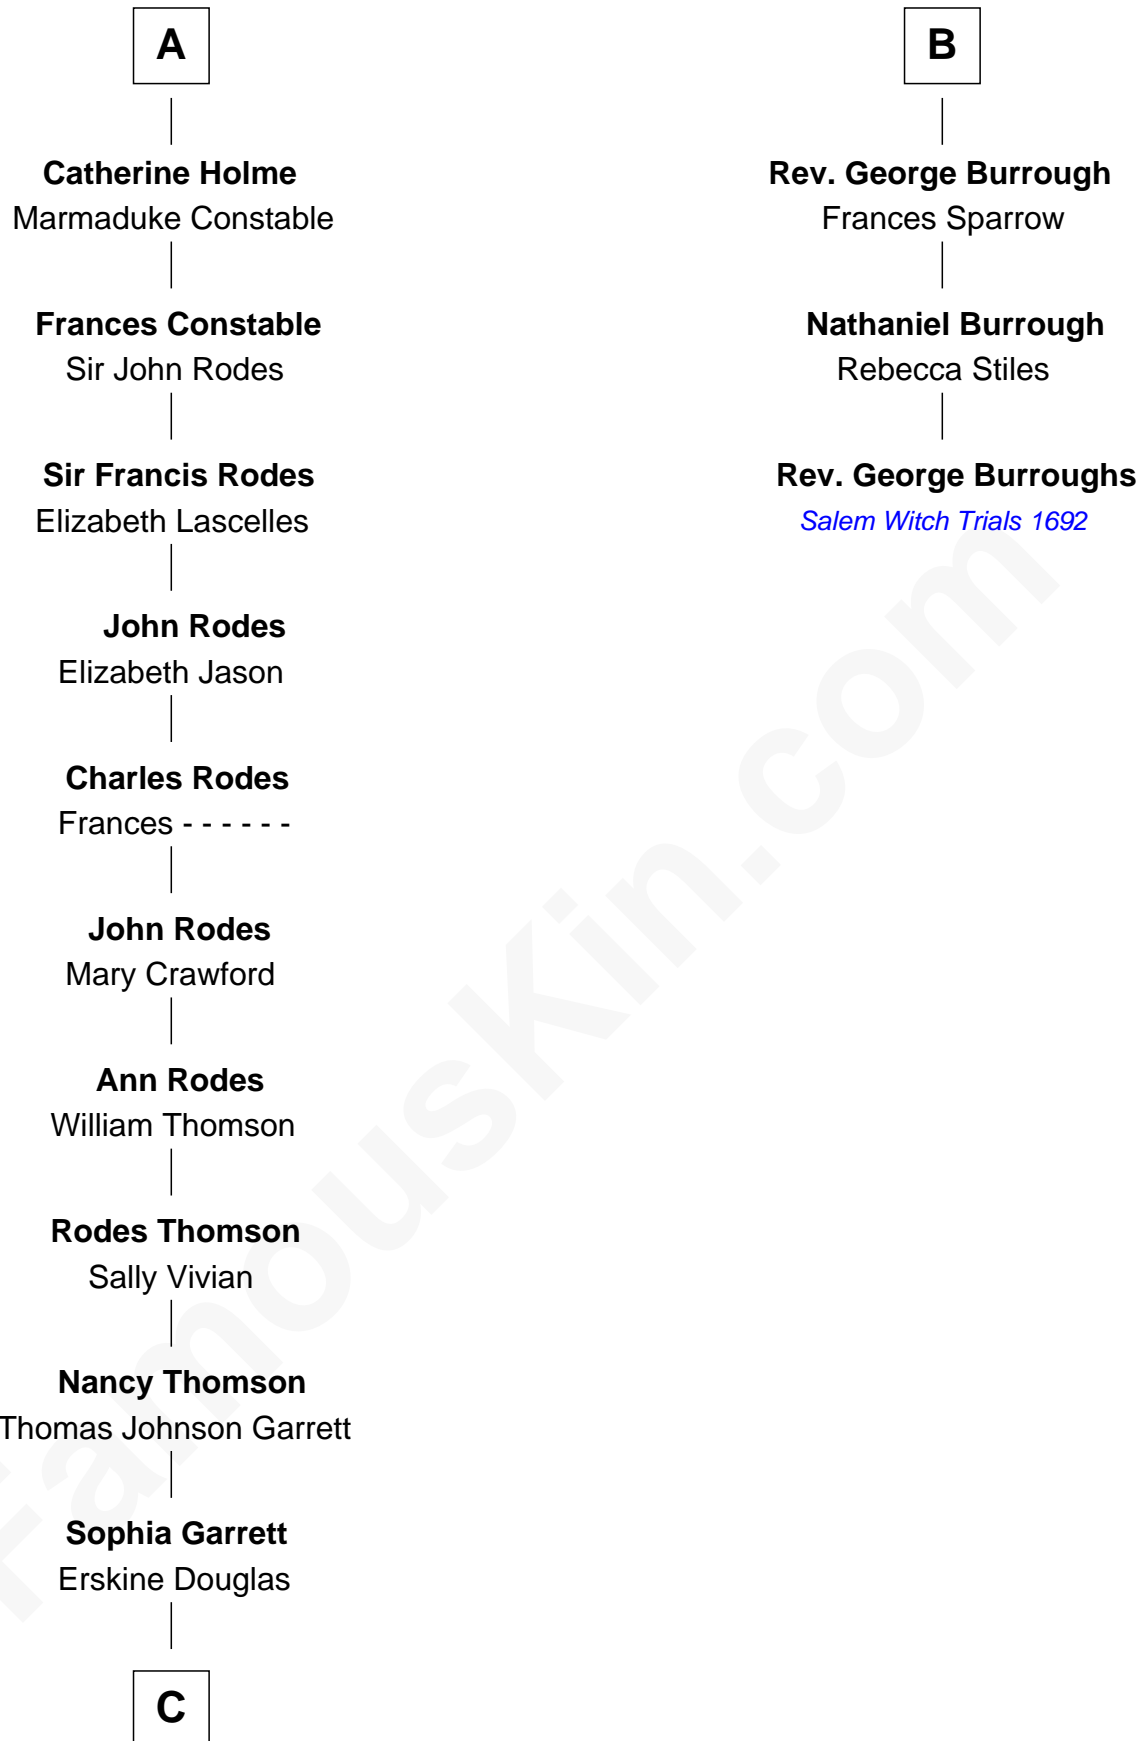 A
Catherine Holme
Marmaduke Constable
Frances Constable
Sir John Rodes
Sir Francis Rodes
Elizabeth Lascelles
John Rodes
Elizabeth Jason
Charles Rodes
Frances - - - - - -
John Rodes
Mary Crawford
Ann Rodes
William Thomson
Rodes Thomson
Sally Vivian
Nancy Thomson
Thomas Johnson Garrett
Sophia Garrett
Erskine Douglas
C
B
Rev. George Burrough
Frances Sparrow
Nathaniel Burrough
Rebecca Stiles
Rev. George Burroughs
Salem Witch Trials 1692
FamousKin.com